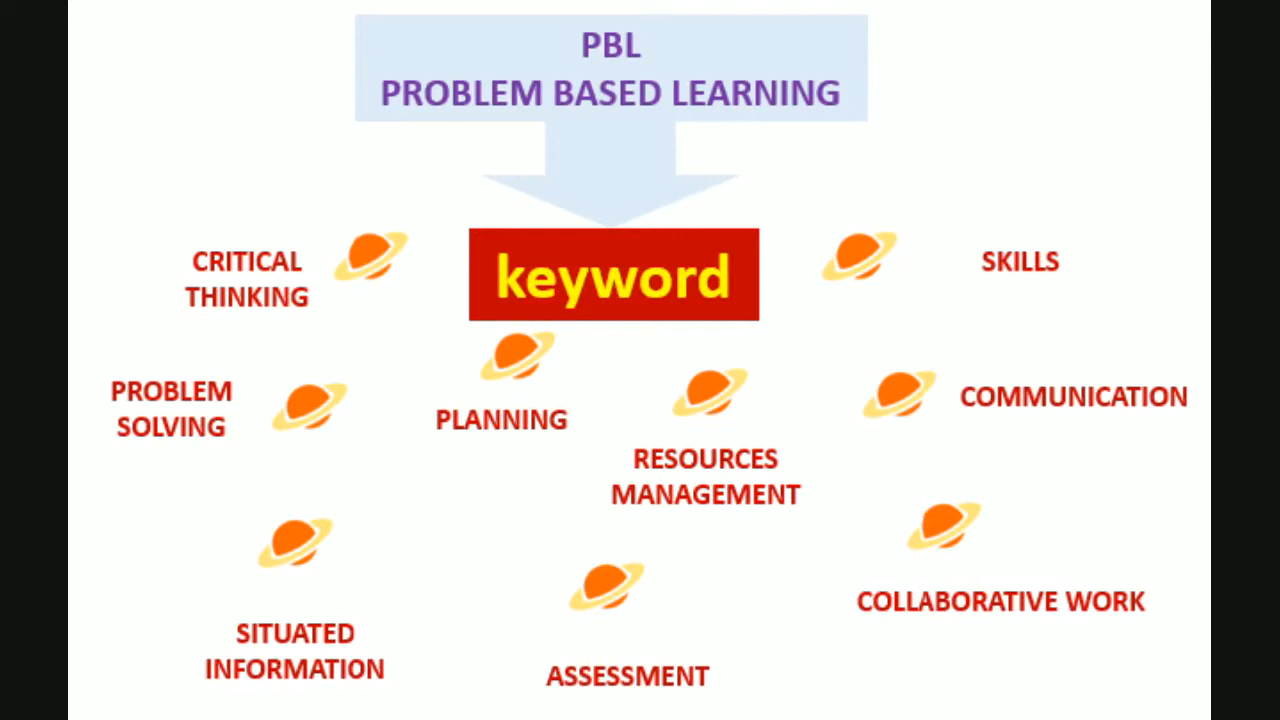 PBL
PROBLEM BASED LEARNING
keyword
CRITICAL
THINKING
SKILLS
PROBLEM
SOLVING
PLANNING
RESOURCES
MANAGEMENT
COMMUNICATION
SITUATED
INFORMATION
ASSESSMENT
COLLABORATIVE WORK